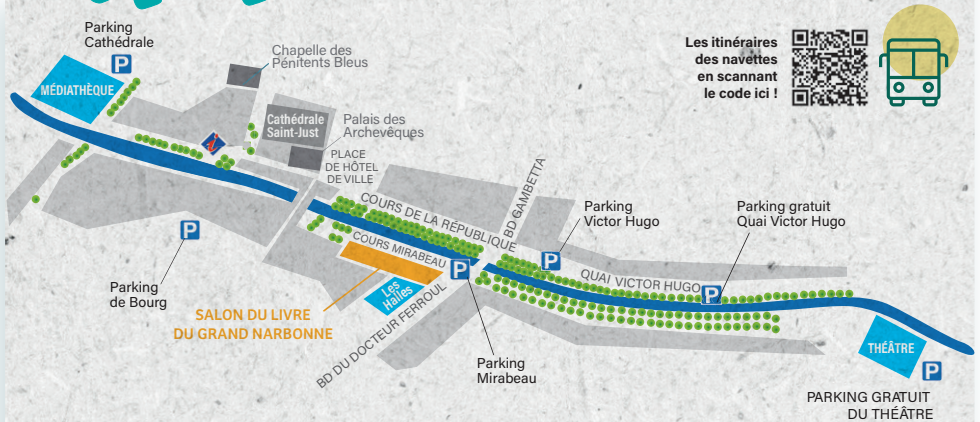 Parking
Cathédrale
P
MÉDIATHÈQUE
Chapelle des
Pénitents Bleus
Cathédrale
Saint-Just
Palais des
Archevêques
i
PLACE
DE HÔTEL
DE VILLE
Les itinéraires
des navettes
en scannant
le code ici !
COURS DE LA RÉPUBLIQUE
BD GAMBETTA
COURS MIRABEAU
Parking
Victor Hugo
P
Parking gratuit
Quai Victor Hugo
P
QUAI VICTOR HUGO
P
Parking
de Bourg
SALON DU LIVRE
DU GRAND NARBONNE
Les
Halles
BD DU DOCTEUR FERROUL
P
Parking
Mirabeau
THÉÂTRE
P
PARKING GRATUIT
DU THÉÂTRE